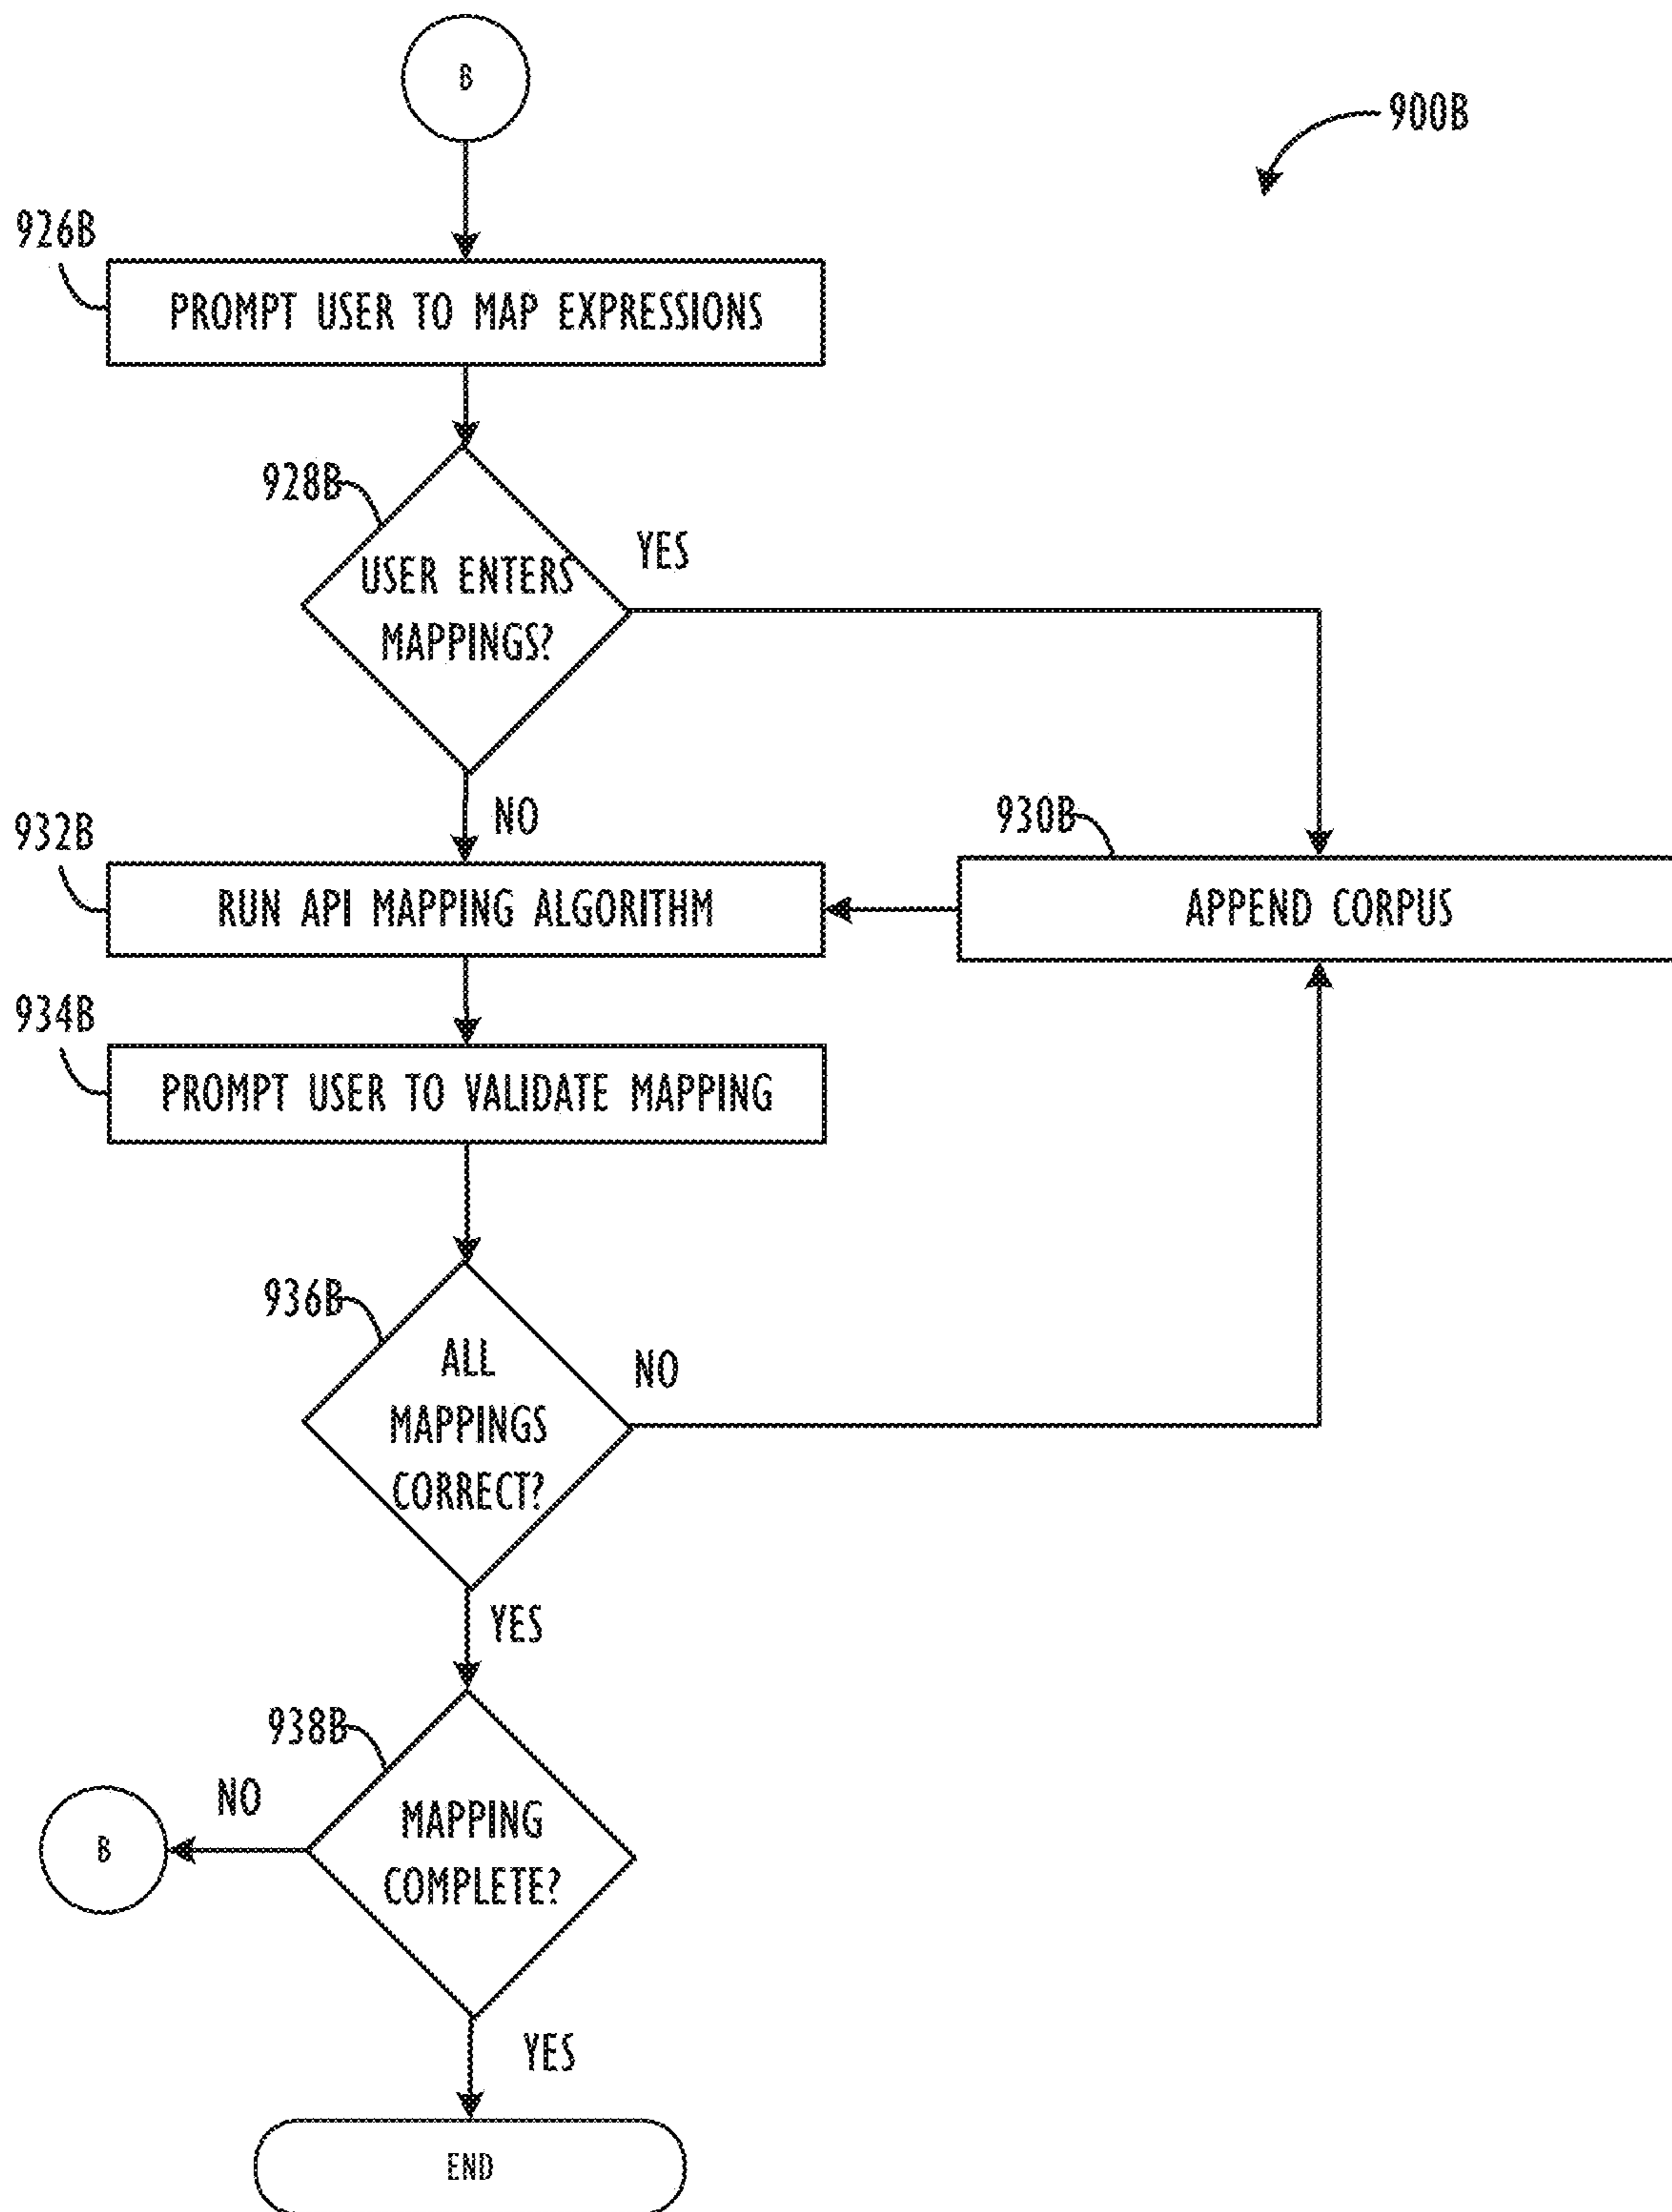 B
900B
926B
PROMPT USER TO MAP EXPRESSIONS
928B
USER ENTERS
MAPPINGS?
YES
NO
930B
APPEND CORPUS
932B
RUN API MAPPING ALGORITHM
934B
PROMPT USER TO VALIDATE MAPPING
936B
ALL
MAPPINGS
CORRECT?
NO
YES
938B
MAPPING
COMPLETE?
NO
B
YES
END